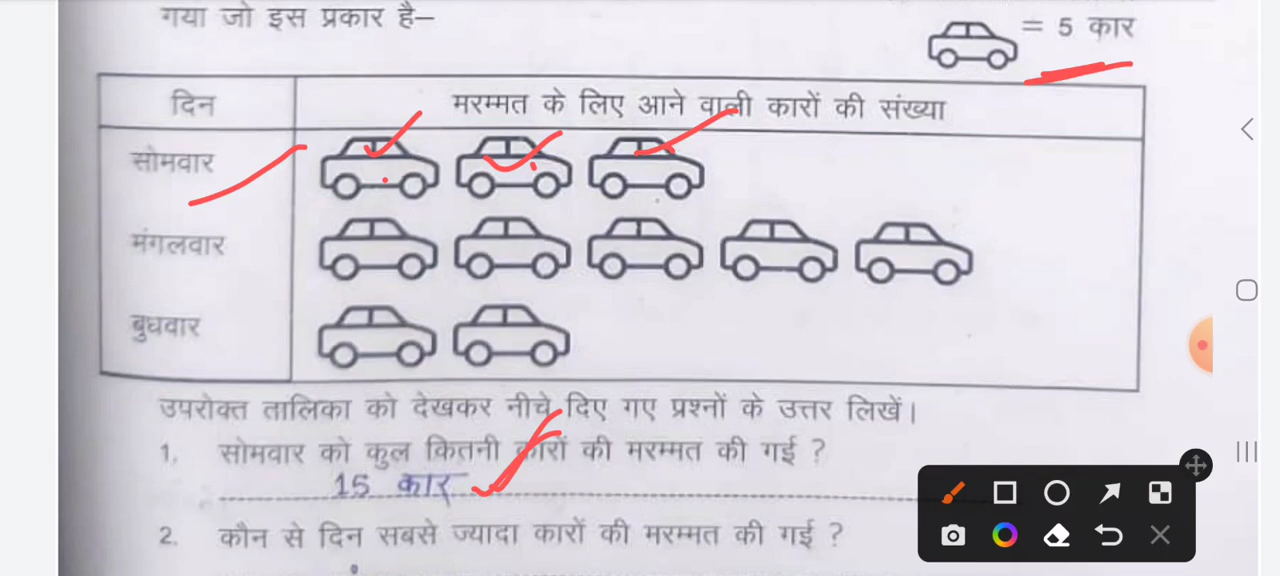 गया जो इस प्रकार है–
= 5 कार
दिन मरम्मत के लिए आने वाली कारों की संख्या
सोमवार
मंगलवार
बुधवार
उपरोक्त तालिका को देखकर नीचे दिए गए प्रश्नों के उत्तर लिखें।
1. सोमवार को कुल कितनी कारों की मरम्मत की गई ?
15 कार
2. कौन से दिन सबसे ज्यादा कारों की मरम्मत की गई ?